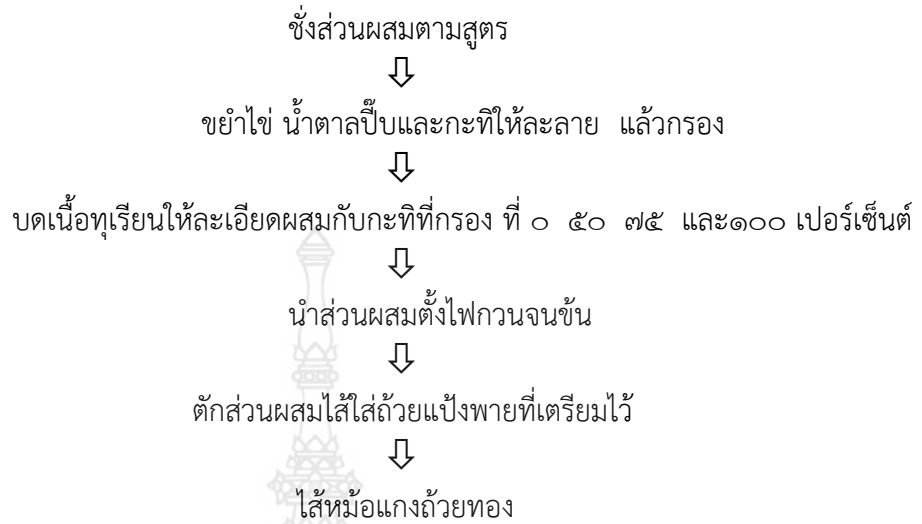 ชั่งส่วนผสมตามสูตร
ขยำไข่ น้ำตาลปี๊บและกะทิให้ละลาย แล้วกรอง
บดเนื้อทุเรียนให้ละเอียดผสมกับกะทิที่กรอง ที่ ๐ ๕๐ ๗๕ และ๑๐๐ เปอร์เซ็นต์
นำส่วนผสมตั้งไฟกวนจนข้น
ตักส่วนผสมไส้ใส่ถ้วยแป้งพายที่เตรียมไว้
ไส้หม้อแกงถ้วยทอง